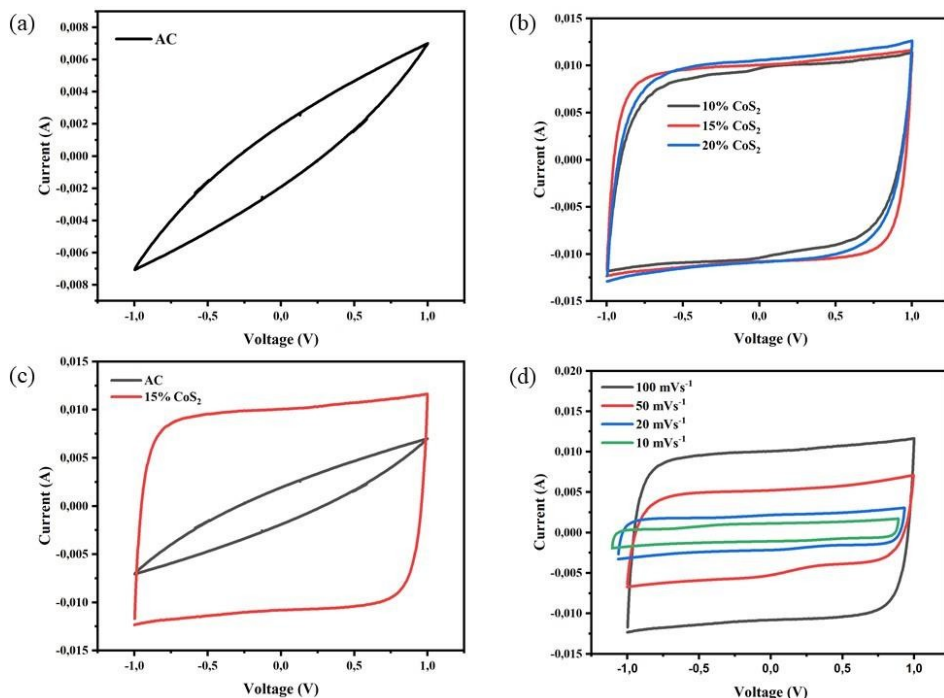 (a)
AC
0,008
0,006
0,004
0,002
0,000
-0,002
-0,004
-0,006
-0,008
Current (A)
-1,0 -0,5 0,0 0,5 1,0
Voltage (V)
(b)
10% CoS₂
15% CoS₂
20% CoS₂
0,015
0,010
0,005
0,000
-0,005
-0,010
-0,015
Current (A)
-1,0 -0,5 0,0 0,5 1,0
Voltage (V)
(c)
AC
15% CoS₂
0,015
0,010
0,005
0,000
-0,005
-0,010
-0,015
Current (A)
-1,0 -0,5 0,0 0,5 1,0
Voltage (V)
(d)
100 mVs⁻¹
50 mVs⁻¹
20 mVs⁻¹
10 mVs⁻¹
0,020
0,015
0,010
0,005
0,000
-0,005
-0,010
-0,015
Current (A)
-1,0 -0,5 0,0 0,5 1,0
Voltage (V)